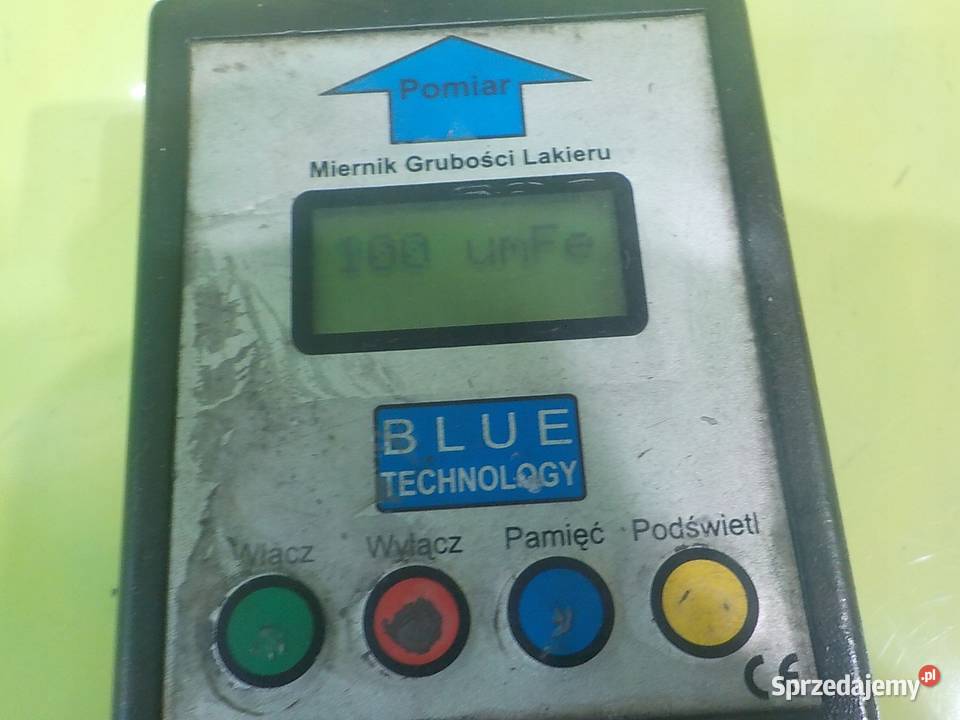 Pomiar
Miernik Grubości Lakieru
100 umFe
BLUE
TECHNOLOGY
Włącz Wyłącz Pamięć Podświetl
CE
Sprzedajemy.pl